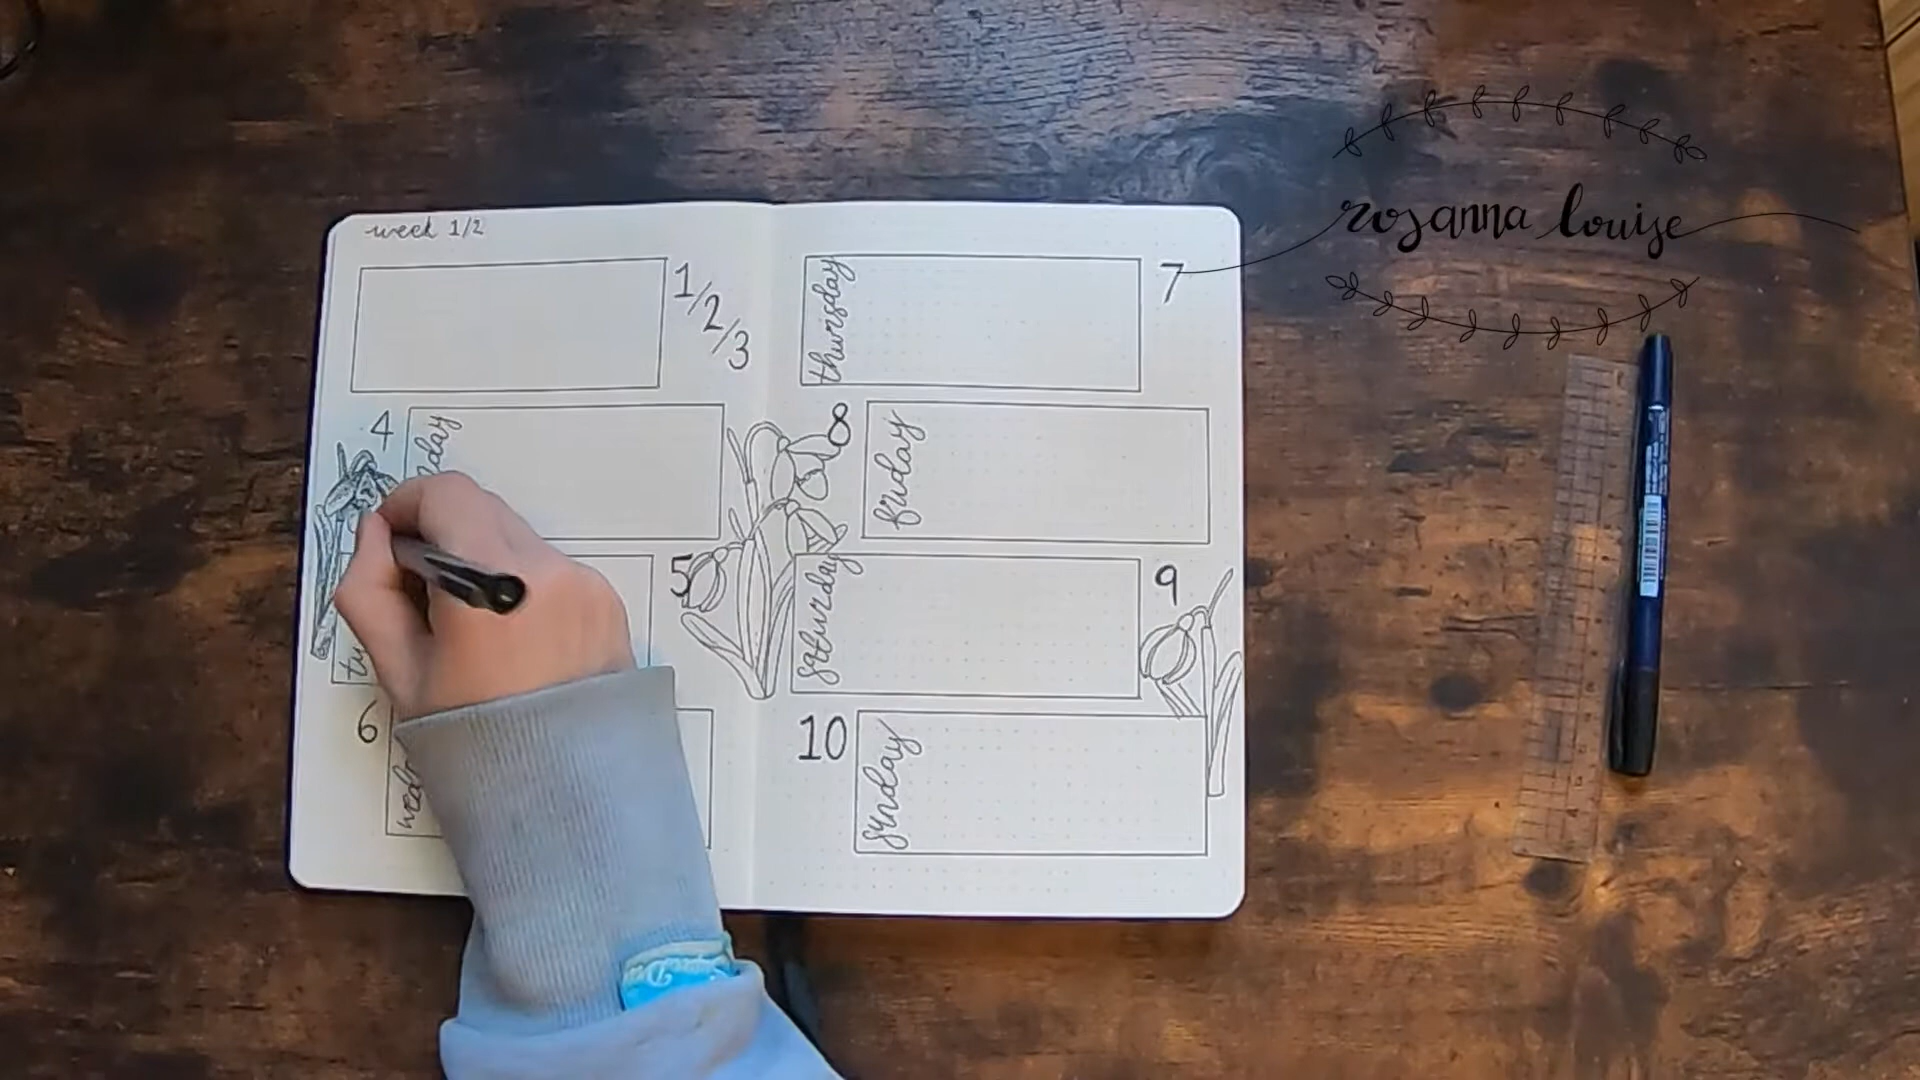 week 1/2
1/2/3
4
5
6
thursday
7
8
friday
saturday
9
10
sunday
rosanna louise